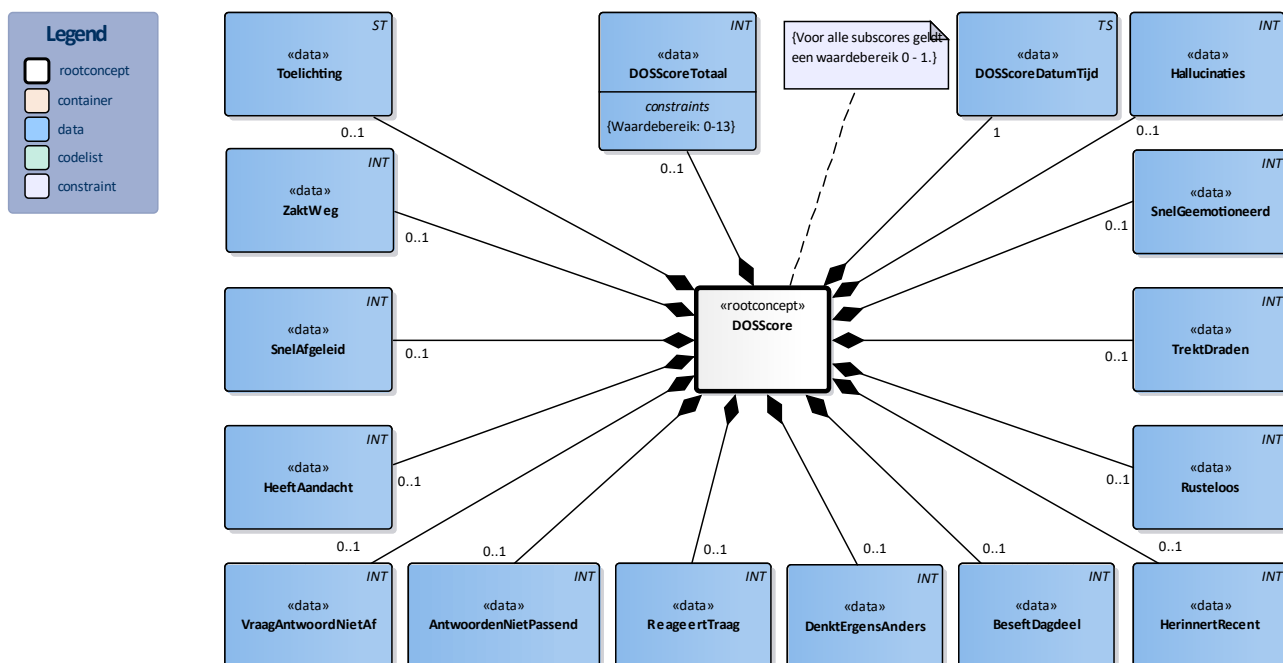 Legend
rootconcept
container
data
codelist
constraint
ST
«data»
Toelichting
0..1
INT
«data»
DOSScoreTotaal
constraints
{Waardebereik: 0-13}
0..1
{Voor alle subscores geldt
een waardebereik 0 - 1.}
TS
«data»
DOSScoreDatumTijd
1
INT
«data»
Hallucinaties
0..1
INT
«data»
ZaktWeg
0..1
INT
«data»
SnelGeemotioneerd
0..1
«rootconcept»
DOSScore
INT
«data»
SnelAfgeleid
0..1
INT
«data»
TrektDraden
0..1
INT
«data»
HeeftAandacht
0..1
INT
«data»
Rusteloos
0..1
0..1
INT
«data»
VraagAntwoordNietAf
0..1
INT
«data»
AntwoordenNietPassend
0..1
INT
«data»
ReageertTraag
0..1
INT
«data»
DenktErgensAnders
0..1
INT
«data»
BeseftDagdeel
0..1
INT
«data»
HerinnertRecent